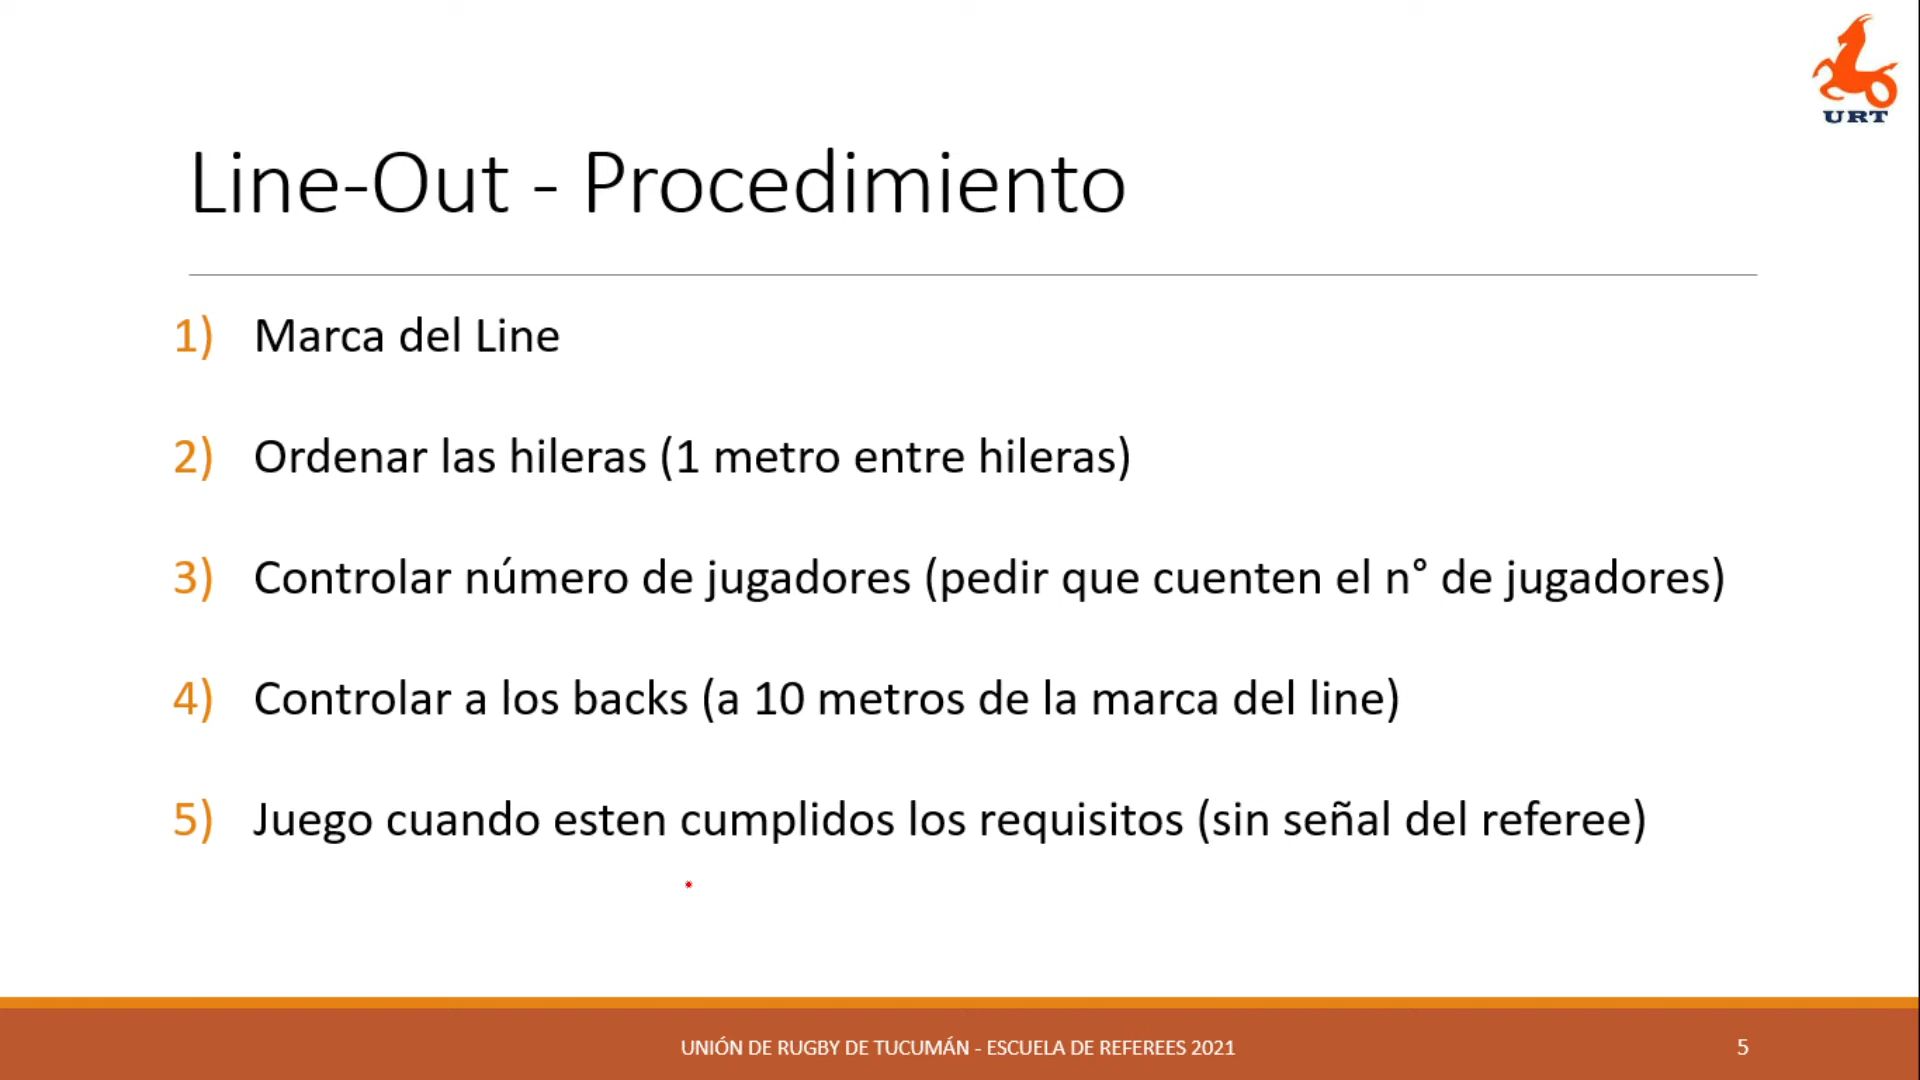 URT
Line-Out - Procedimiento
1) Marca del Line
2) Ordenar las hileras (1 metro entre hileras)
3) Controlar número de jugadores (pedir que cuenten el n° de jugadores)
4) Controlar a los backs (a 10 metros de la marca del line)
5) Juego cuando esten cumplidos los requisitos (sin señal del referee)
UNIÓN DE RUGBY DE TUCUMÁN - ESCUELA DE REFEREES 2021
5